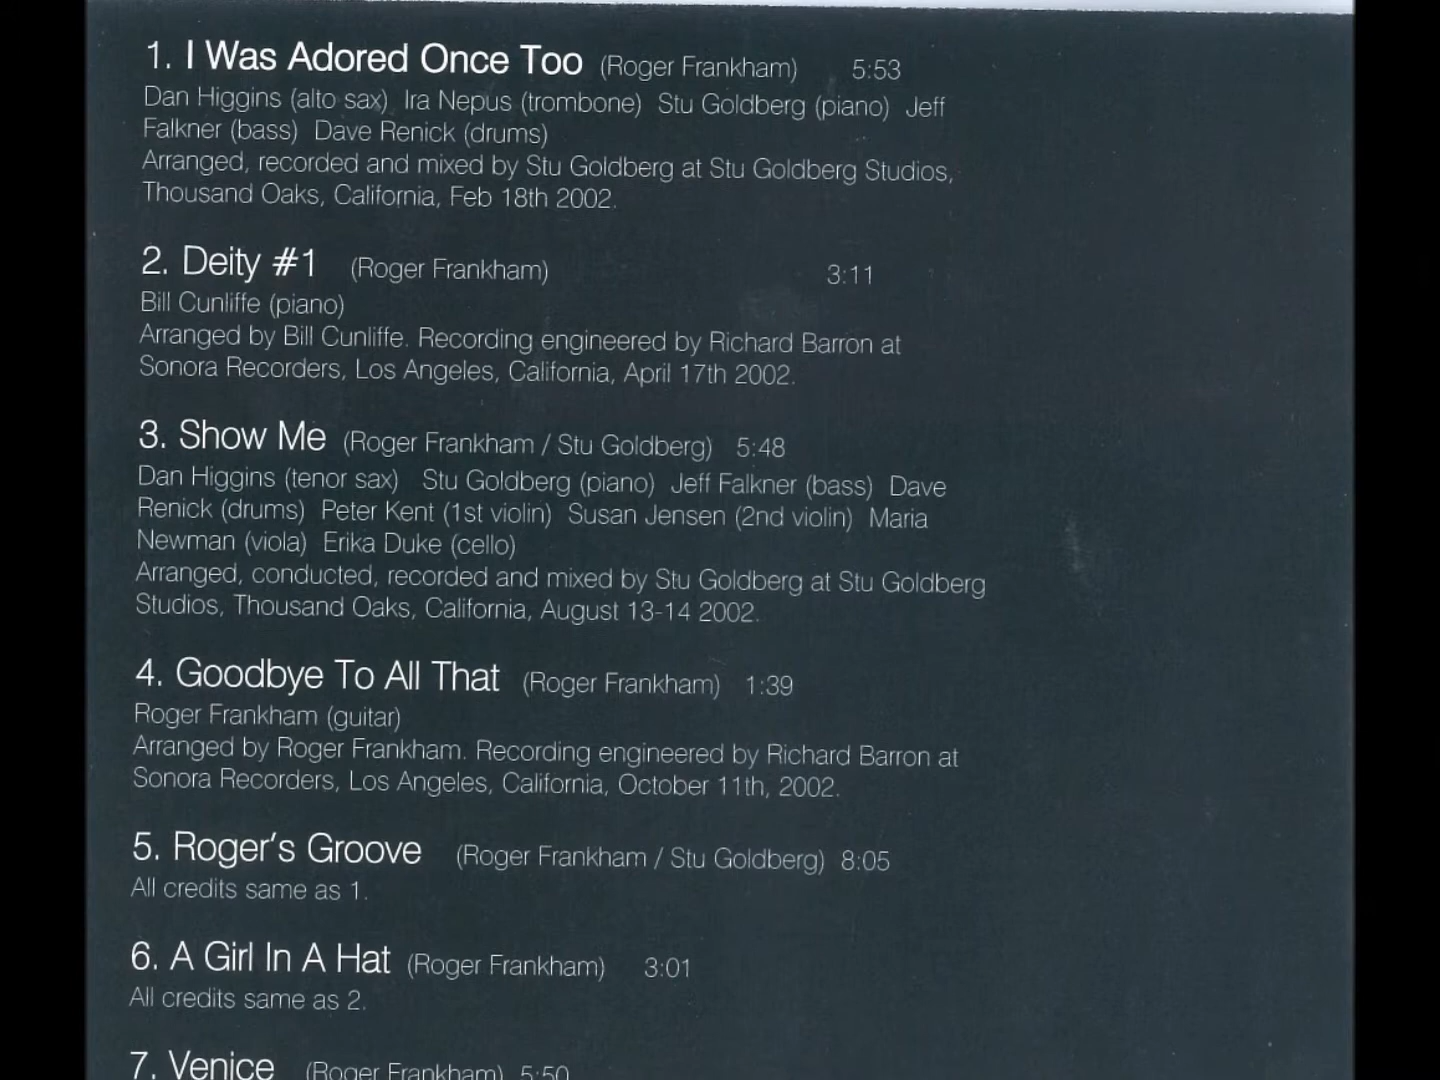 1. I Was Adored Once Too (Roger Frankham) 5:53
Dan Higgins (alto sax) Ira Nepus (trombone) Stu Goldberg (piano) Jeff
Falkner (bass) Dave Renick (drums)
Arranged, recorded and mixed by Stu Goldberg at Stu Goldberg Studios,
Thousand Oaks, California, Feb 18th 2002.
2. Deity #1 (Roger Frankham) 3:11
Bill Cunliffe (piano)
Arranged by Bill Cunliffe. Recording engineered by Richard Barron at
Sonora Recorders, Los Angeles, California, April 17th 2002.
3. Show Me (Roger Frankham / Stu Goldberg) 5:48
Dan Higgins (tenor sax) Stu Goldberg (piano) Jeff Falkner (bass) Dave
Renick (drums) Peter Kent (1st violin) Susan Jensen (2nd violin) Maria
Newman (viola) Erika Duke (cello)
Arranged, conducted, recorded and mixed by Stu Goldberg at Stu Goldberg
Studios, Thousand Oaks, California, August 13-14 2002.
4. Goodbye To All That (Roger Frankham) 1:39
Roger Frankham (guitar)
Arranged by Roger Frankham. Recording engineered by Richard Barron at
Sonora Recorders, Los Angeles, California, October 11th, 2002.
5. Roger's Groove (Roger Frankham / Stu Goldberg) 8:05
All credits same as 1.
6. A Girl In A Hat (Roger Frankham) 3:01
All credits same as 2.
7. Venice (Roger Frankham) 5:50